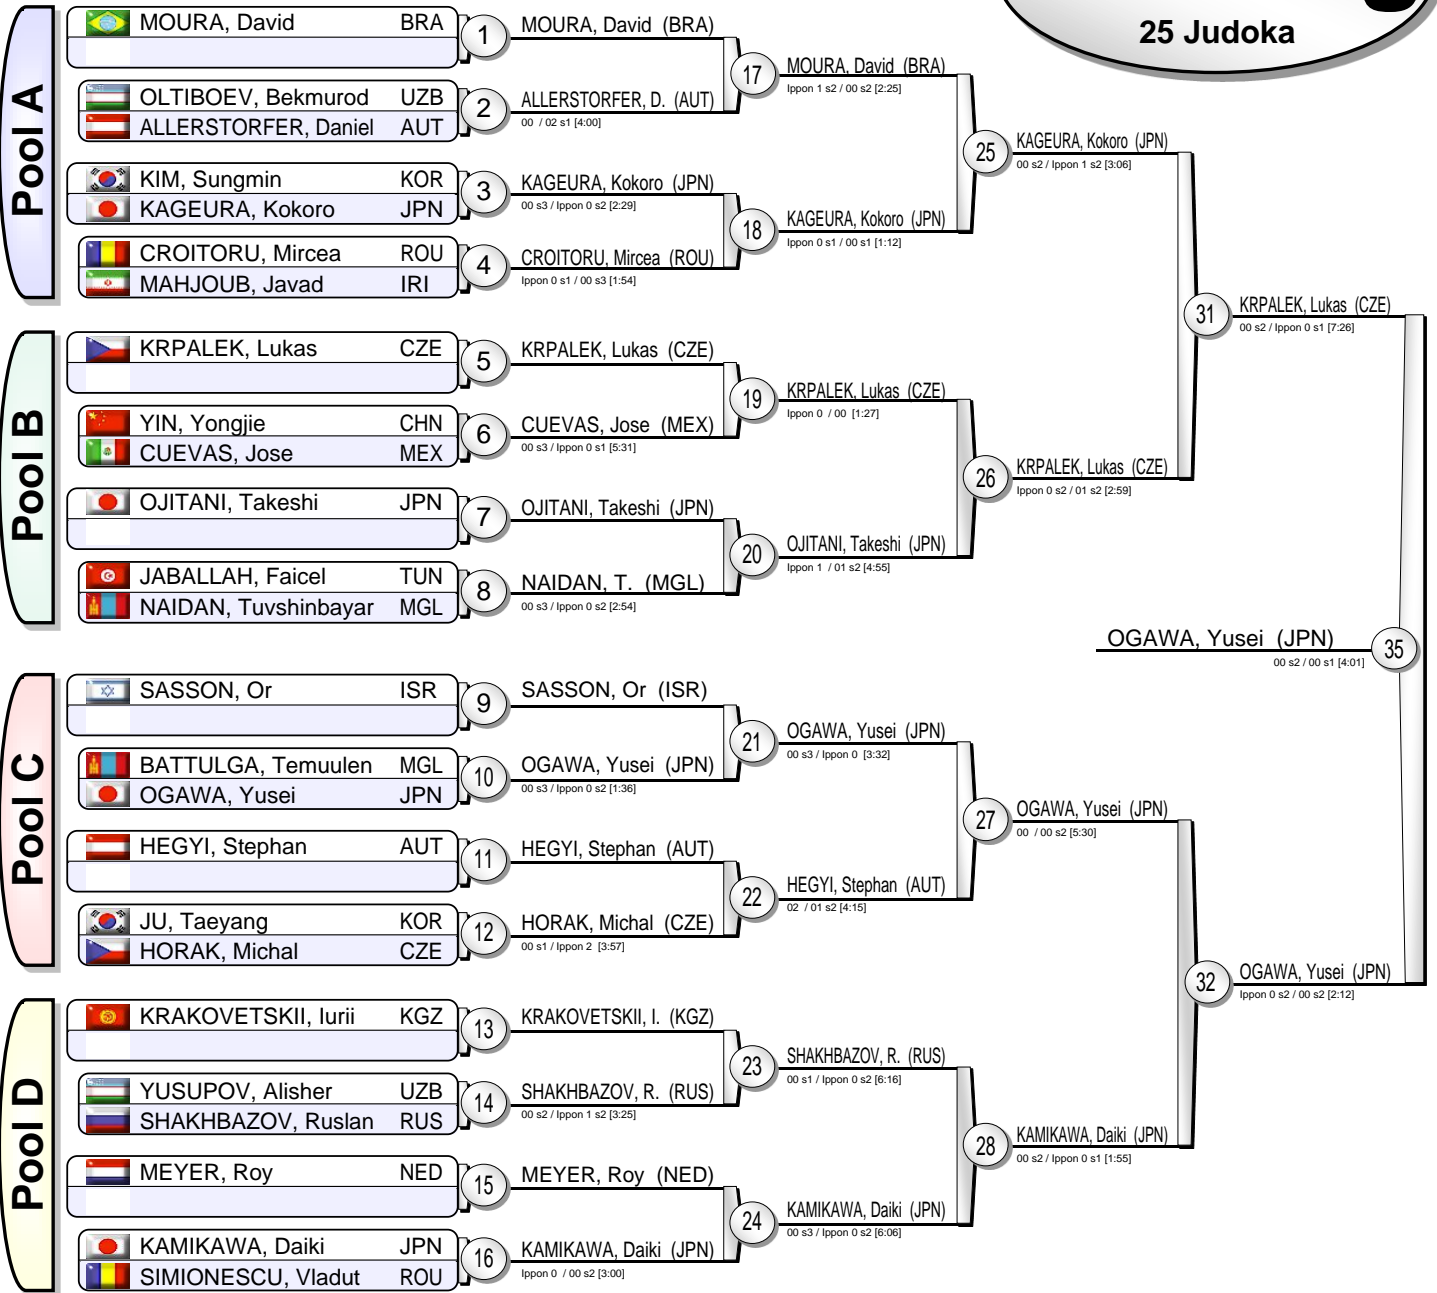 25 Judoka
Pool A
MOURA, David BRA
1
MOURA, David (BRA)
OLTIBOEV, Bekmurod UZB
ALLERSTORFER, Daniel AUT
2
ALLERSTORFER, D. (AUT)
00 / 02 s1 [4:00]
17
MOURA, David (BRA)
Ippon 1 s2 / 00 s2 [2:25]
KIM, Sungmin KOR
KAGEURA, Kokoro JPN
3
KAGEURA, Kokoro (JPN)
00 s3 / Ippon 0 s2 [2:29]
CROITORU, Mircea ROU
MAHJOUB, Javad IRI
4
CROITORU, Mircea (ROU)
Ippon 0 s1 / 00 s3 [1:54]
18
KAGEURA, Kokoro (JPN)
Ippon 0 s1 / 00 s1 [1:12]
25
KAGEURA, Kokoro (JPN)
00 s2 / Ippon 1 s2 [3:06]
Pool B
KRPALEK, Lukas CZE
5
KRPALEK, Lukas (CZE)
YIN, Yongjie CHN
CUEVAS, Jose MEX
6
CUEVAS, Jose (MEX)
00 s3 / Ippon 0 s1 [5:31]
19
KRPALEK, Lukas (CZE)
Ippon 0 / 00 [1:27]
OJITANI, Takeshi JPN
7
OJITANI, Takeshi (JPN)
JABALLAH, Faicel TUN
NAIDAN, Tuvshinbayar MGL
8
NAIDAN, T. (MGL)
00 s3 / Ippon 0 s2 [2:54]
20
OJITANI, Takeshi (JPN)
Ippon 1 / 01 s2 [4:55]
26
KRPALEK, Lukas (CZE)
Ippon 0 s2 / 01 s2 [2:59]
31
KRPALEK, Lukas (CZE)
00 s2 / Ippon 0 s1 [7:26]
OGAWA, Yusei (JPN)
00 s2 / 00 s1 [4:01]
35
Pool C
SASSON, Or ISR
9
SASSON, Or (ISR)
BATTULGA, Temuulen MGL
OGAWA, Yusei JPN
10
OGAWA, Yusei (JPN)
00 s3 / Ippon 0 s2 [1:36]
21
OGAWA, Yusei (JPN)
00 s3 / Ippon 0 [3:32]
HEGYI, Stephan AUT
11
HEGYI, Stephan (AUT)
JU, Taeyang KOR
HORAK, Michal CZE
12
HORAK, Michal (CZE)
00 s1 / Ippon 2 [3:57]
22
HEGYI, Stephan (AUT)
02 / 01 s2 [4:15]
27
OGAWA, Yusei (JPN)
00 / 00 s2 [5:30]
Pool D
KRAKOVETSKII, Iurii KGZ
13
KRAKOVETSKII, I. (KGZ)
YUSUPOV, Alisher UZB
SHAKHBAZOV, Ruslan RUS
14
SHAKHBAZOV, R. (RUS)
00 s2 / Ippon 1 s2 [3:25]
23
SHAKHBAZOV, R. (RUS)
00 s1 / Ippon 0 s2 [6:16]
MEYER, Roy NED
15
MEYER, Roy (NED)
KAMIKAWA, Daiki JPN
SIMIONESCU, Vladut ROU
16
KAMIKAWA, Daiki (JPN)
Ippon 0 / 00 s2 [3:00]
24
KAMIKAWA, Daiki (JPN)
00 s3 / Ippon 0 s2 [6:06]
28
KAMIKAWA, Daiki (JPN)
00 s2 / Ippon 0 s1 [1:55]
32
OGAWA, Yusei (JPN)
Ippon 0 s2 / 00 s2 [2:12]